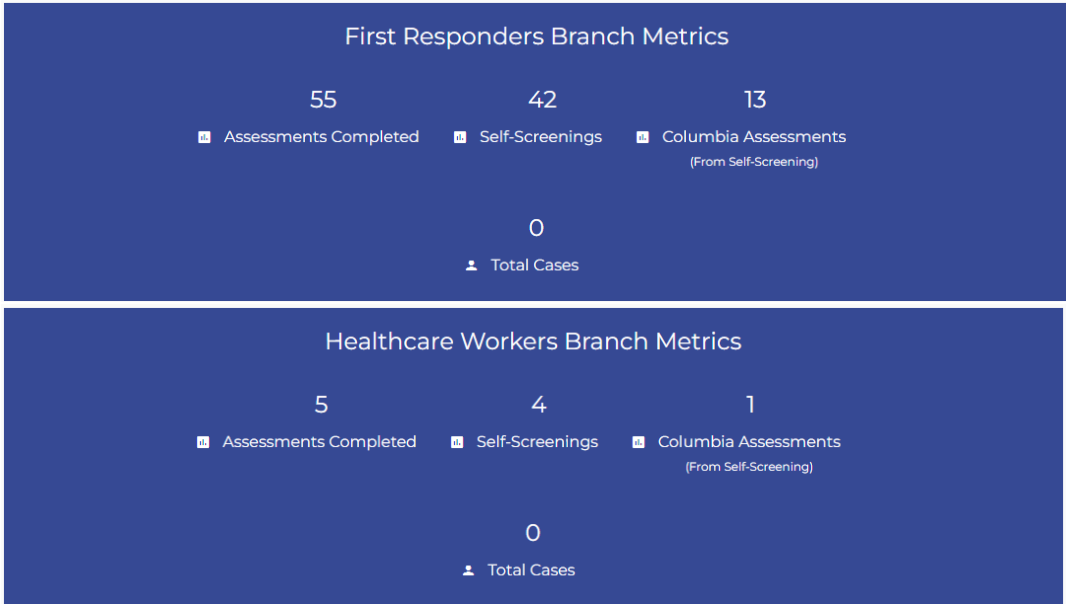 First Responders Branch Metrics
55 42 13
Assessments Completed Self-Screenings Columbia Assessments
(From Self-Screening)
0
Total Cases
Healthcare Workers Branch Metrics
5 4 1
Assessments Completed Self-Screenings Columbia Assessments
(From Self-Screening)
0
Total Cases